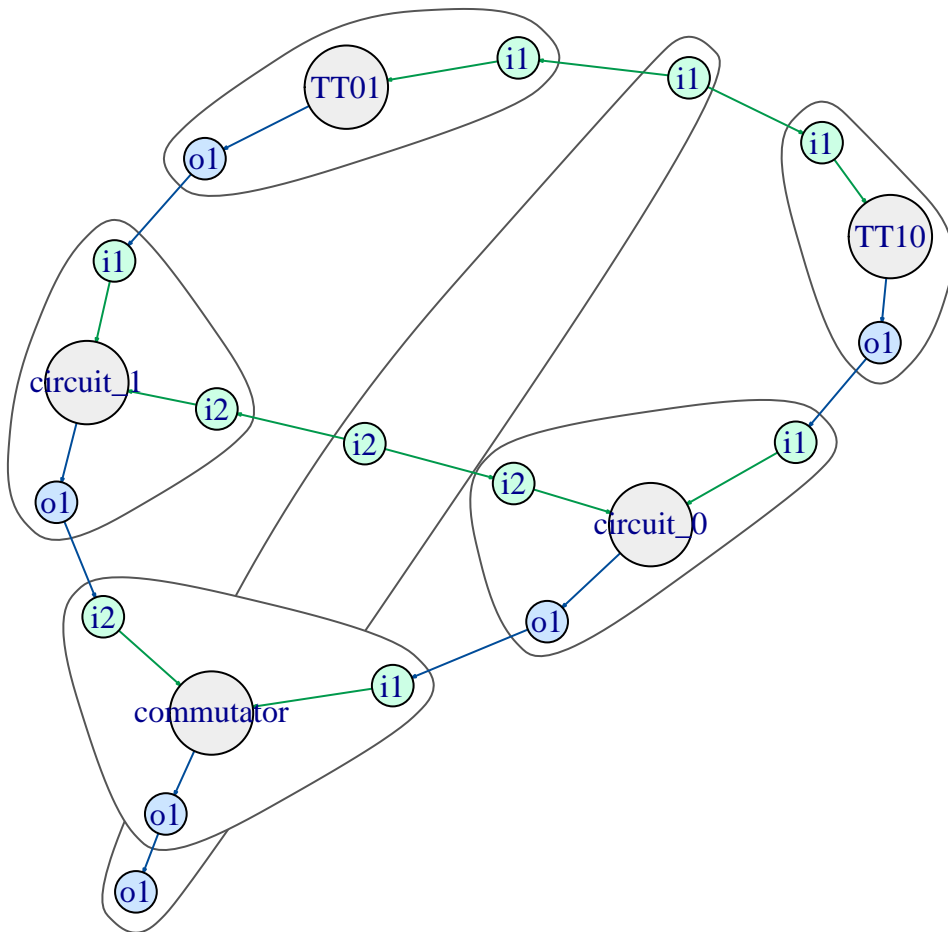 i1
TT01
i1
i1
o1
TT10
i1
o1
circuit_1
i2
i2
i1
i2
o1
circuit_0
i2
o1
i1
commutator
o1
o1